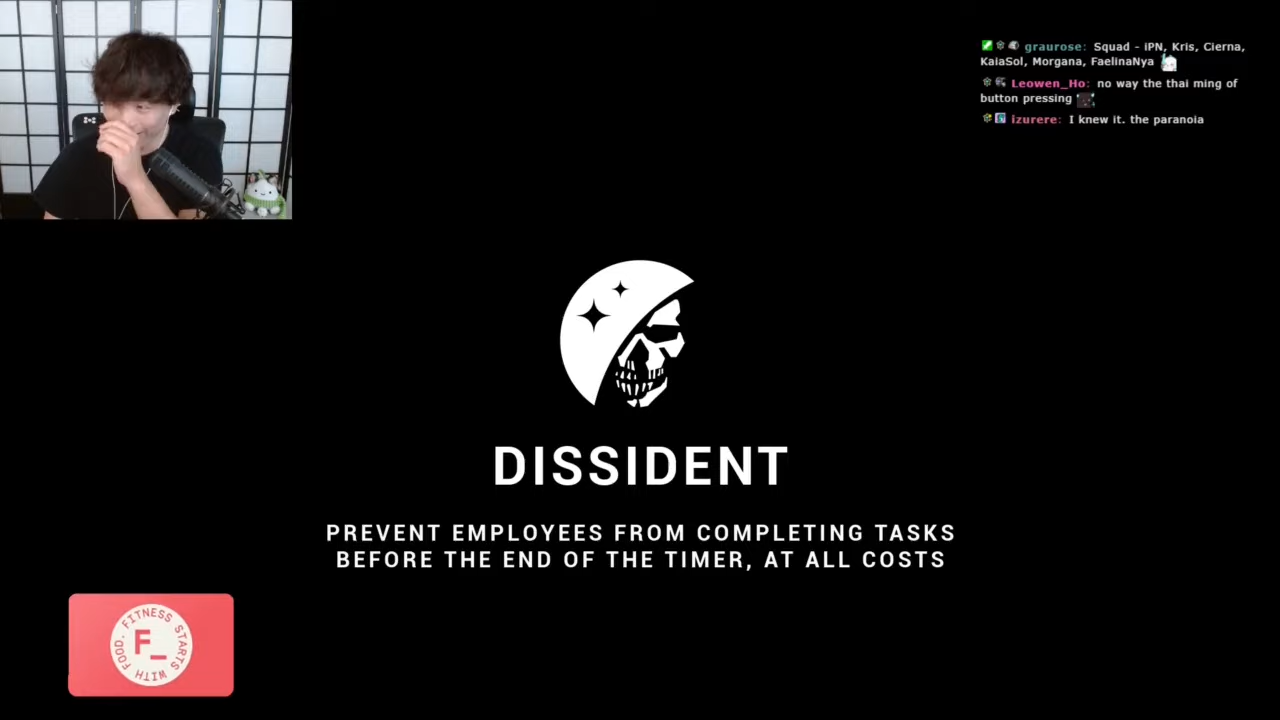 graurose: Squad - iPN, Kris, Cierna,
KaiaSol, Morgana, FaelinaNya
Leowen_Ho: no way the thai ming of
button pressing
izurere: I knew it. the paranoia
DISSIDENT
PREVENT EMPLOYEES FROM COMPLETING TASKS
BEFORE THE END OF THE TIMER, AT ALL COSTS
FITNESS STARTS WITH FOOD.
F_